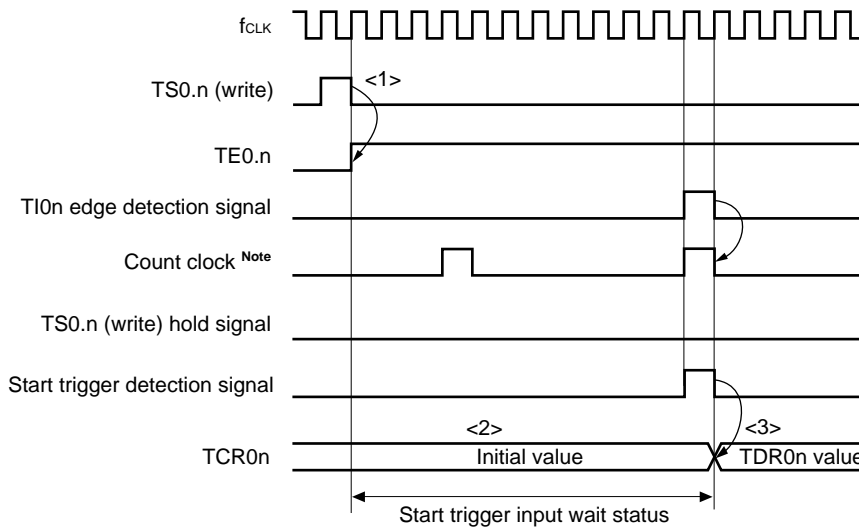 fCLK
TS0.n (write)
<1>
TE0.n
TI0n edge detection signal
Count clock Note
TS0.n (write) hold signal
Start trigger detection signal
<2>
<3>
TCR0n
Initial value
TDR0n value
Start trigger input wait status